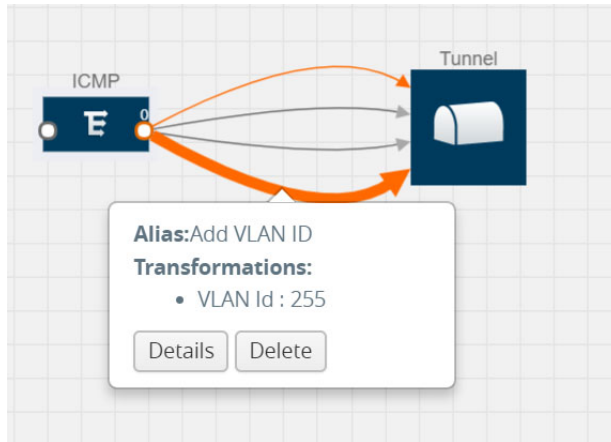 Tunnel
ICMP
0
Alias:Add VLAN ID
Transformations:
• VLAN Id : 255
Details Delete